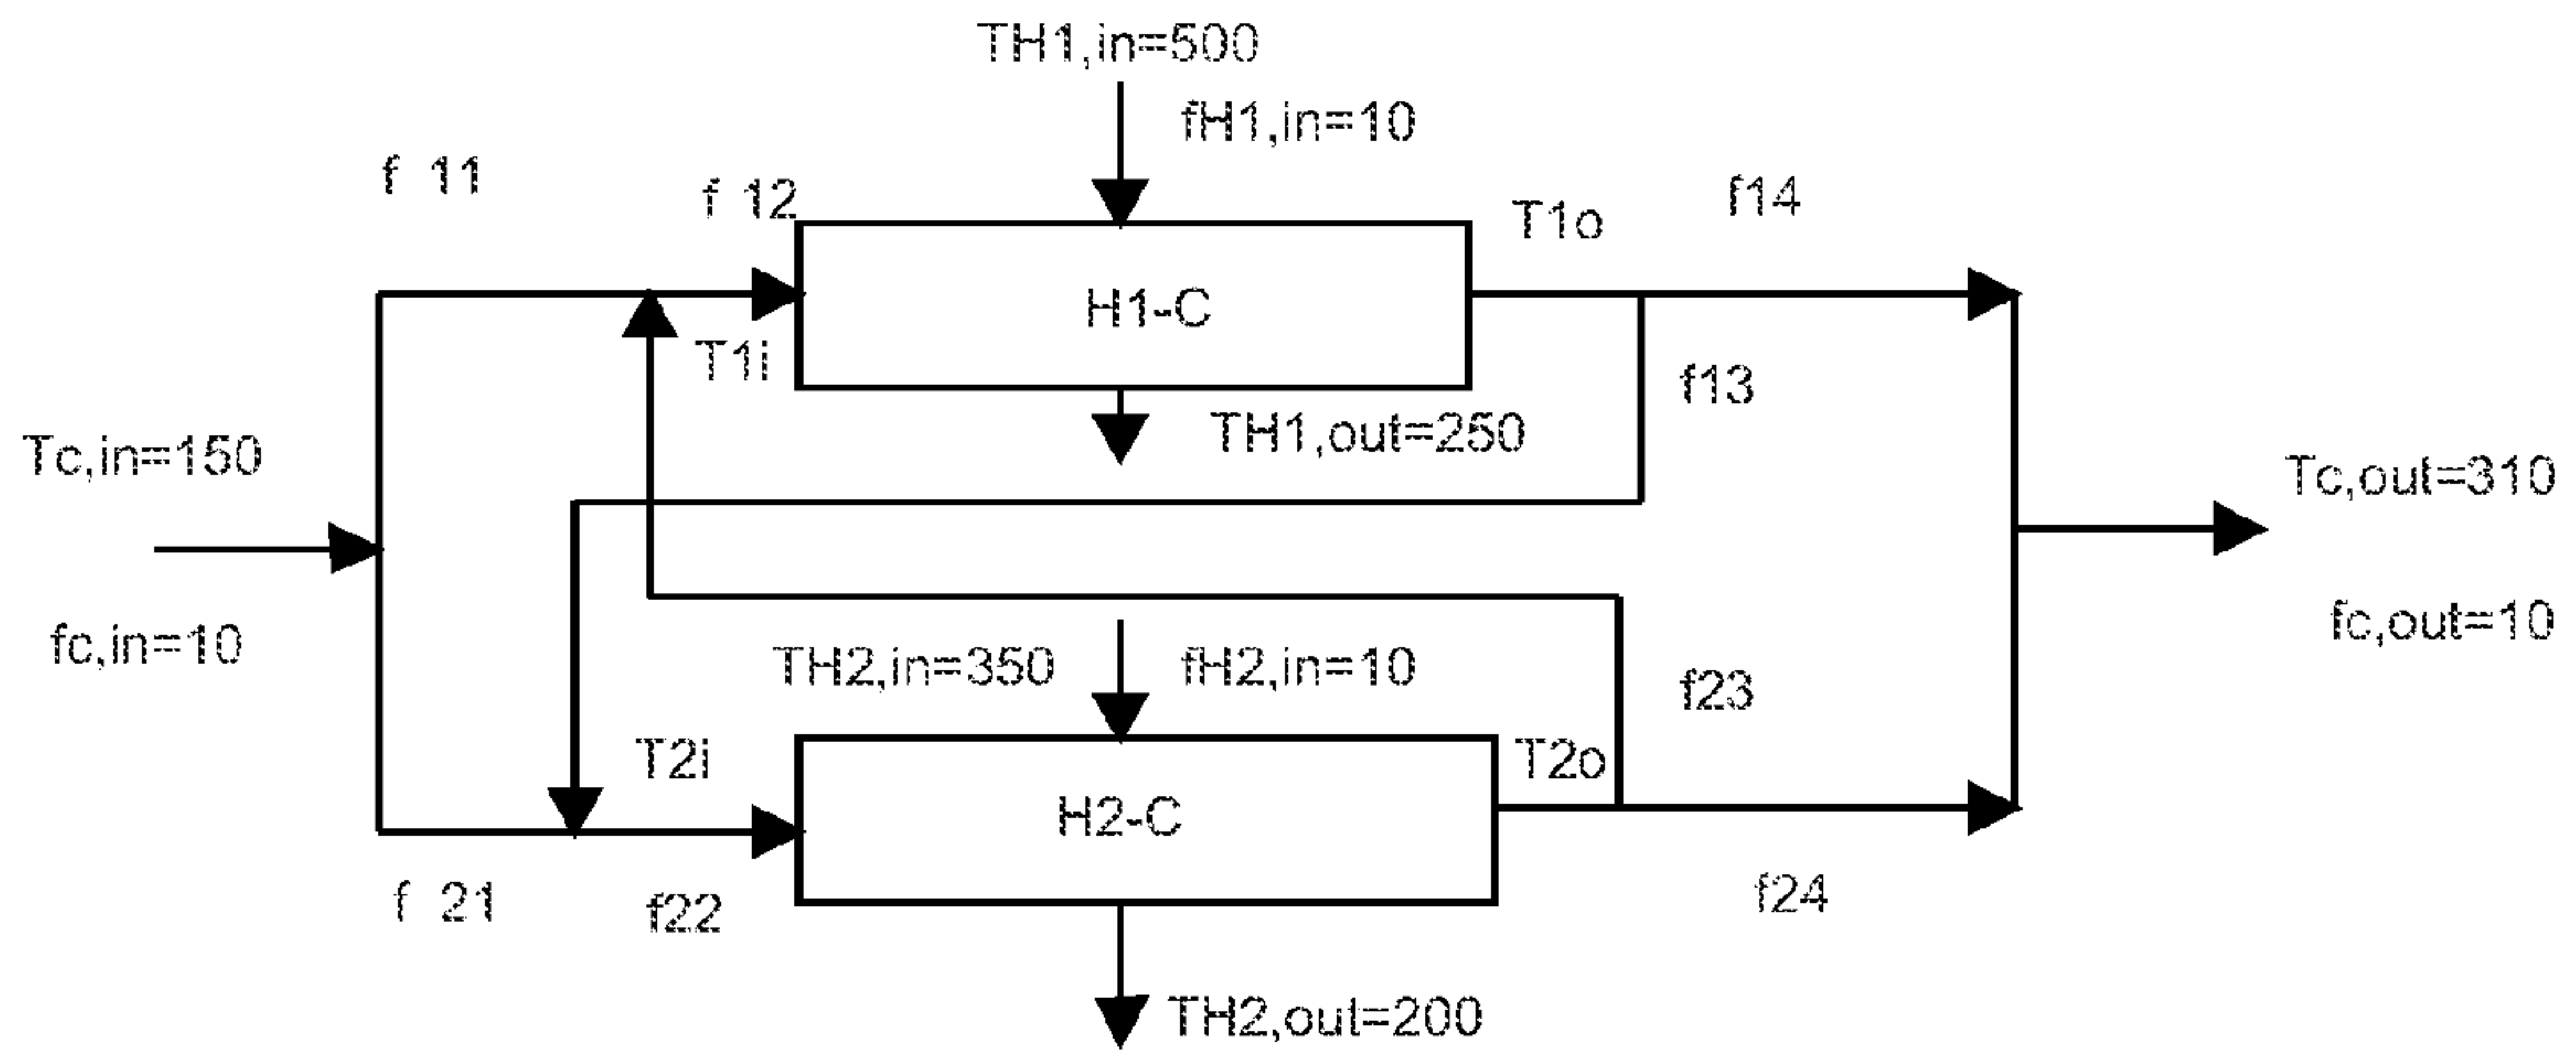 TH1,in=500
fH1,in=10
f 11
f 12
T1o
f14
H1-C
T1i
f13
TH1,out=250
Tc,in=150
Tc,out=310
fc,in=10
fc,out=10
TH2,in=350
fH2,in=10
f23
T2i
T2o
H2-C
f 21
f22
f24
TH2,out=200